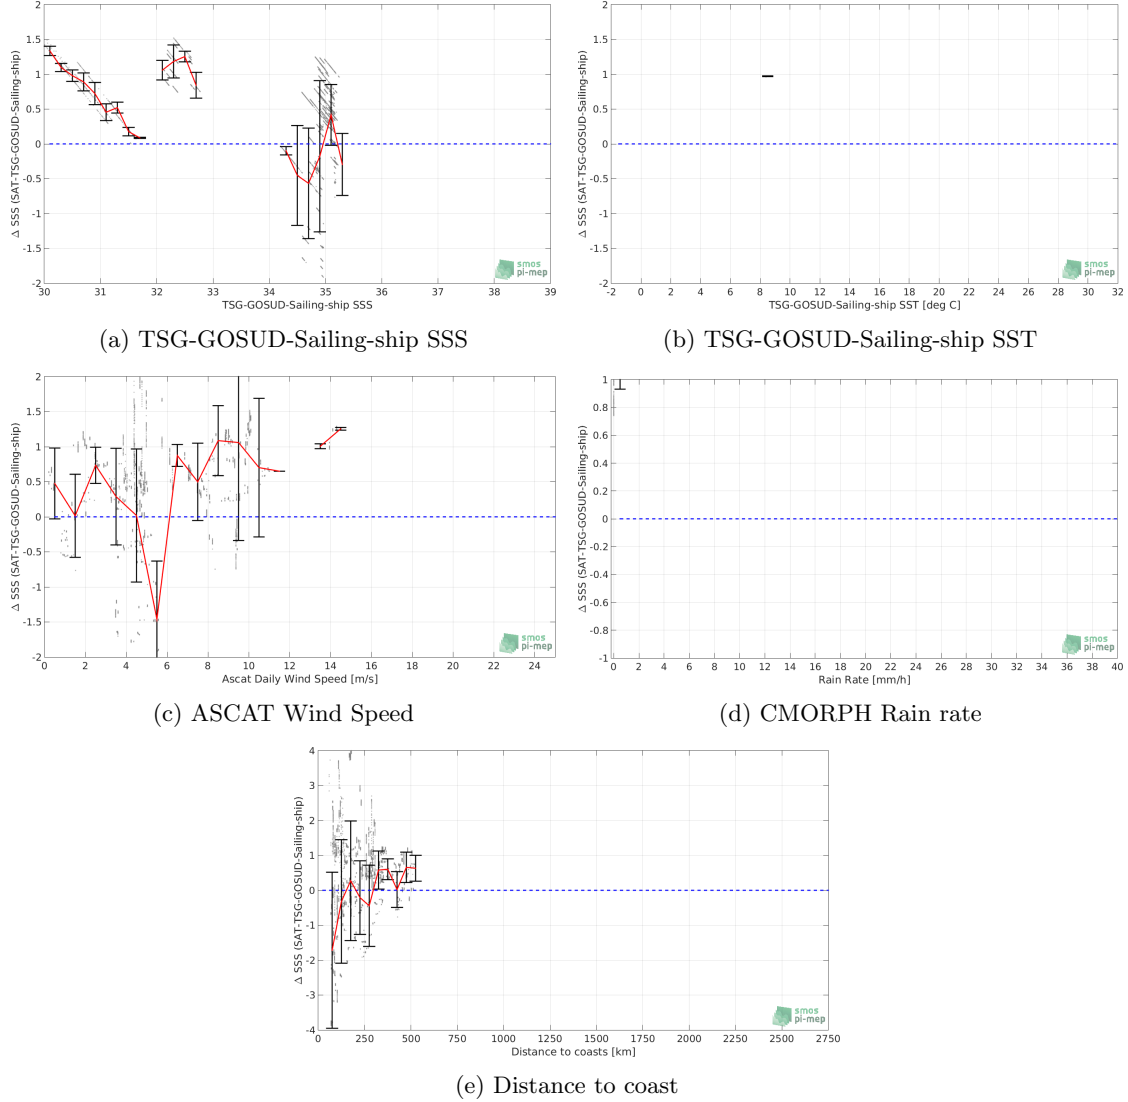 2
1.5
1
0.5
0
-0.5
-1
-1.5
-2
Δ SSS (SAT-TSG-GOSUD-Sailing-ship)
30 31 32 33 34 35 36 37 38 39
TSG-GOSUD-Sailing-ship SSS
smos
pi-mep
(a) TSG-GOSUD-Sailing-ship SSS
2
1.5
1
0.5
0
-0.5
-1
-1.5
-2
Δ SSS (SAT-TSG-GOSUD-Sailing-ship)
-2 0 2 4 6 8 10 12 14 16 18 20 22 24 26 28 30 32
TSG-GOSUD-Sailing-ship SST [deg C]
smos
pi-mep
(b) TSG-GOSUD-Sailing-ship SST
2
1.5
1
0.5
0
-0.5
-1
-1.5
-2
Δ SSS (SAT-TSG-GOSUD-Sailing-ship)
0 2 4 6 8 10 12 14 16 18 20 22 24
Ascat Daily Wind Speed [m/s]
smos
pi-mep
(c) ASCAT Wind Speed
1
0.8
0.6
0.4
0.2
0
-0.2
-0.4
-0.6
-0.8
-1
Δ SSS (SAT-TSG-GOSUD-Sailing-ship)
0 2 4 6 8 10 12 14 16 18 20 22 24 26 28 30 32 34 36 38 40
Rain Rate [mm/h]
smos
pi-mep
(d) CMORPH Rain rate
4
3
2
1
0
-1
-2
-3
-4
Δ SSS (SAT-TSG-GOSUD-Sailing-ship)
0 250 500 750 1000 1250 1500 1750 2000 2250 2500 2750
Distance to coasts [km]
smos
pi-mep
(e) Distance to coast